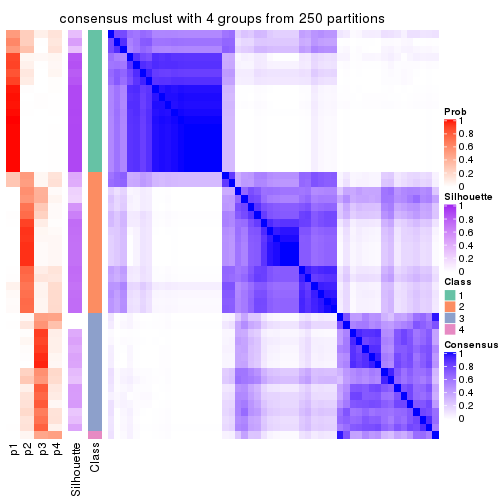 consensus mclust with 4 groups from 250 partitions
Prob
1
0.8
0.6
0.4
0.2
0
Silhouette
1
0.8
0.6
0.4
0.2
0
Class
1
2
3
4
Consensus
1
0.8
0.6
0.4
0.2
0
p1
p2
p3
p4
Silhouette
Class